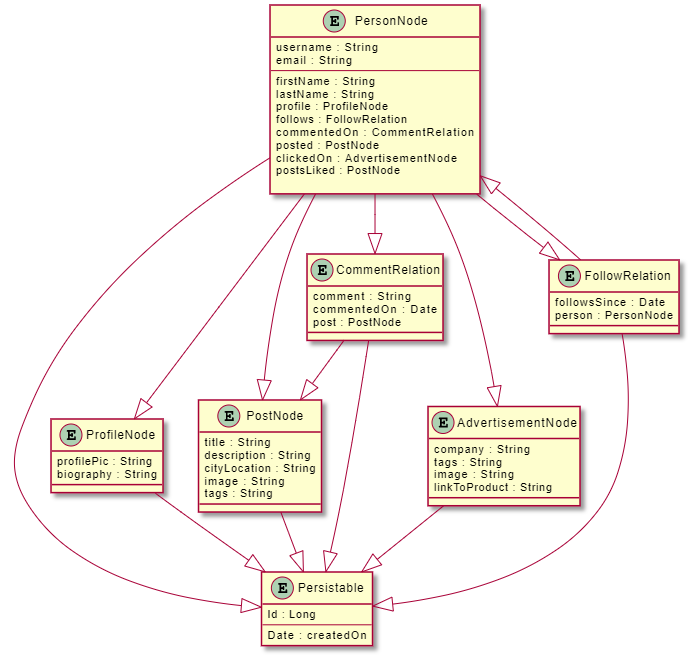 E PersonNode
username : String
email : String
firstName : String
lastName : String
profile : ProfileNode
follows : FollowRelation
commentedOn : CommentRelation
posted : PostNode
clickedOn : AdvertisementNode
postsLiked : PostNode
E CommentRelation
comment : String
commentedOn : Date
post : PostNode
E FollowRelation
followsSince : Date
person : PersonNode
E ProfileNode
profilePic : String
biography : String
E PostNode
title : String
description : String
cityLocation : String
image : String
tags : String
E AdvertisementNode
company : String
tags : String
image : String
linkToProduct : String
E Persistable
Id : Long
Date : createdOn